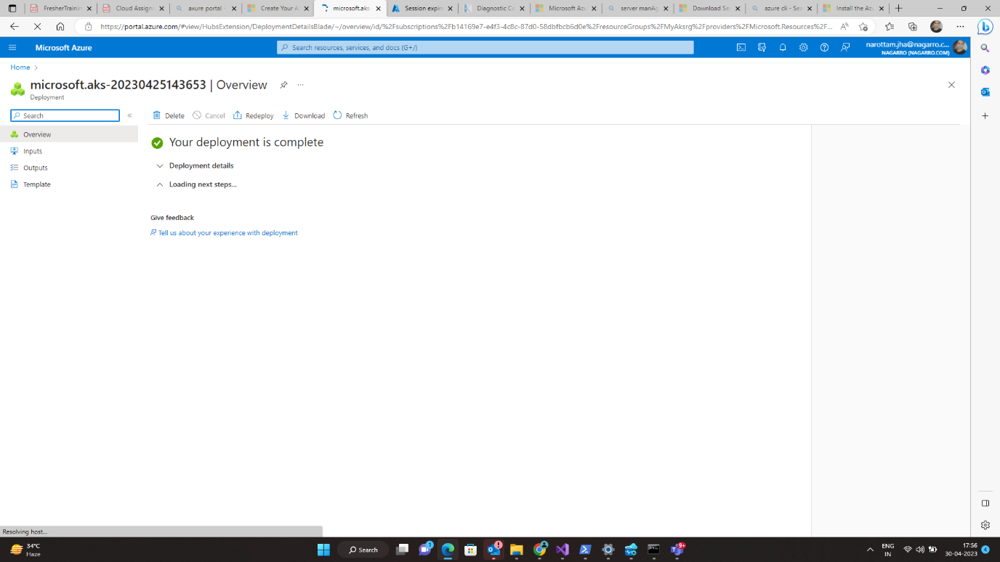 FresherTrainin
Cloud Assign
axure portal -
Create Your A
microsoft.aks
Session expire
Diagnostic Co
Microsoft Azu
server manAg
Download Se
azure cli - Sea
Install the Az
https://portal.azure.com/#view/HubsExtension/DeploymentDetailsBlade/~/overview/id/%2Fsubscriptions%2Fb14169e7-e4f3-4c8c-87d0-58dbfbcb6d0e%2FresourceGroups%2FMyAksrg%2Fproviders%2FMicrosoft.Resources%2F...
Microsoft Azure
Search resources, services, and docs (G+/)
narottam.jha@nagarro.c...
NAGARRO (NAGARRO.COM)
Home
microsoft.aks-20230425143653 | Overview
Deployment
Search
Delete
Cancel
Redeploy
Download
Refresh
Overview
Inputs
Outputs
Template
Your deployment is complete
Deployment details
Loading next steps...
Give feedback
Tell us about your experience with deployment
Resolving host...
34°C
Haze
Search
1
9+
ENG
IN
17:56
30-04-2023
4